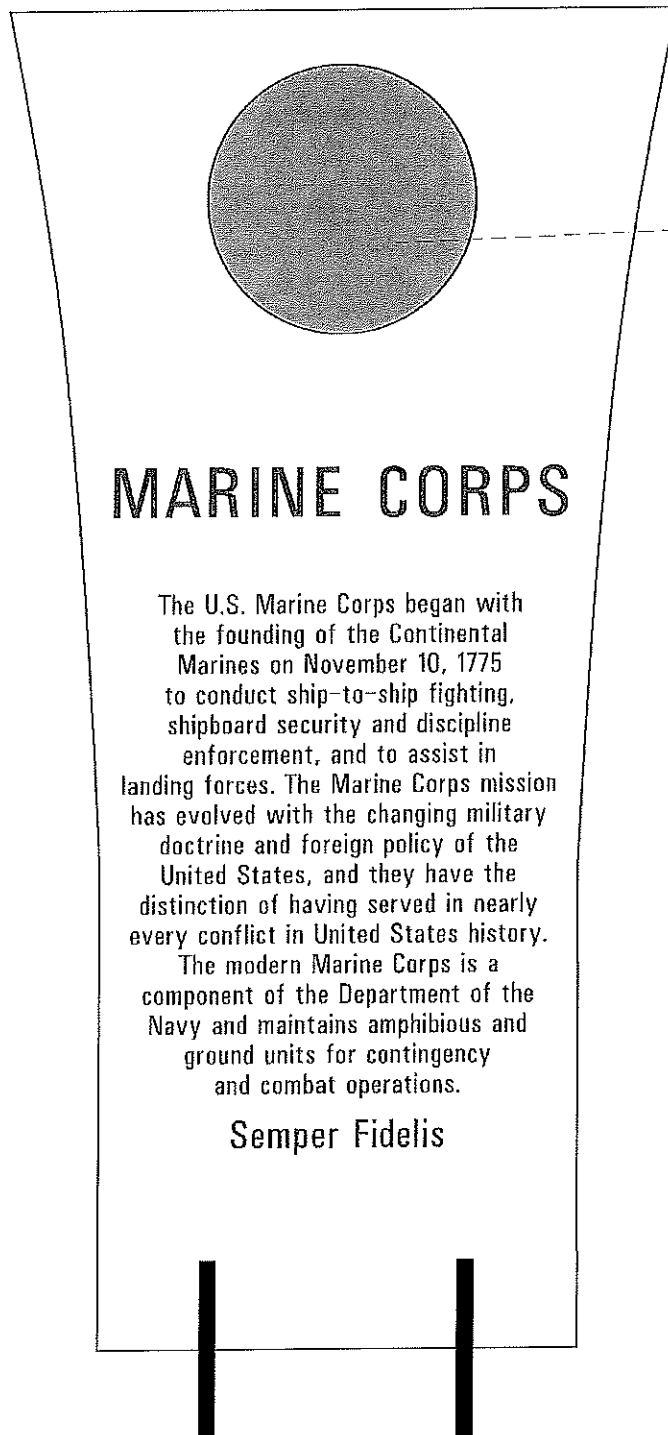 MARINE CORPS
The U.S. Marine Corps began with
the founding of the Continental
Marines on November 10, 1775
to conduct ship-to-ship fighting,
shipboard security and discipline
enforcement, and to assist in
landing forces. The Marine Corps mission
has evolved with the changing military
doctrine and foreign policy of the
United States, and they have the
distinction of having served in nearly
every conflict in United States history.
The modern Marine Corps is a
component of the Department of the
Navy and maintains amphibious and
ground units for contingency
and combat operations.
Semper Fidelis